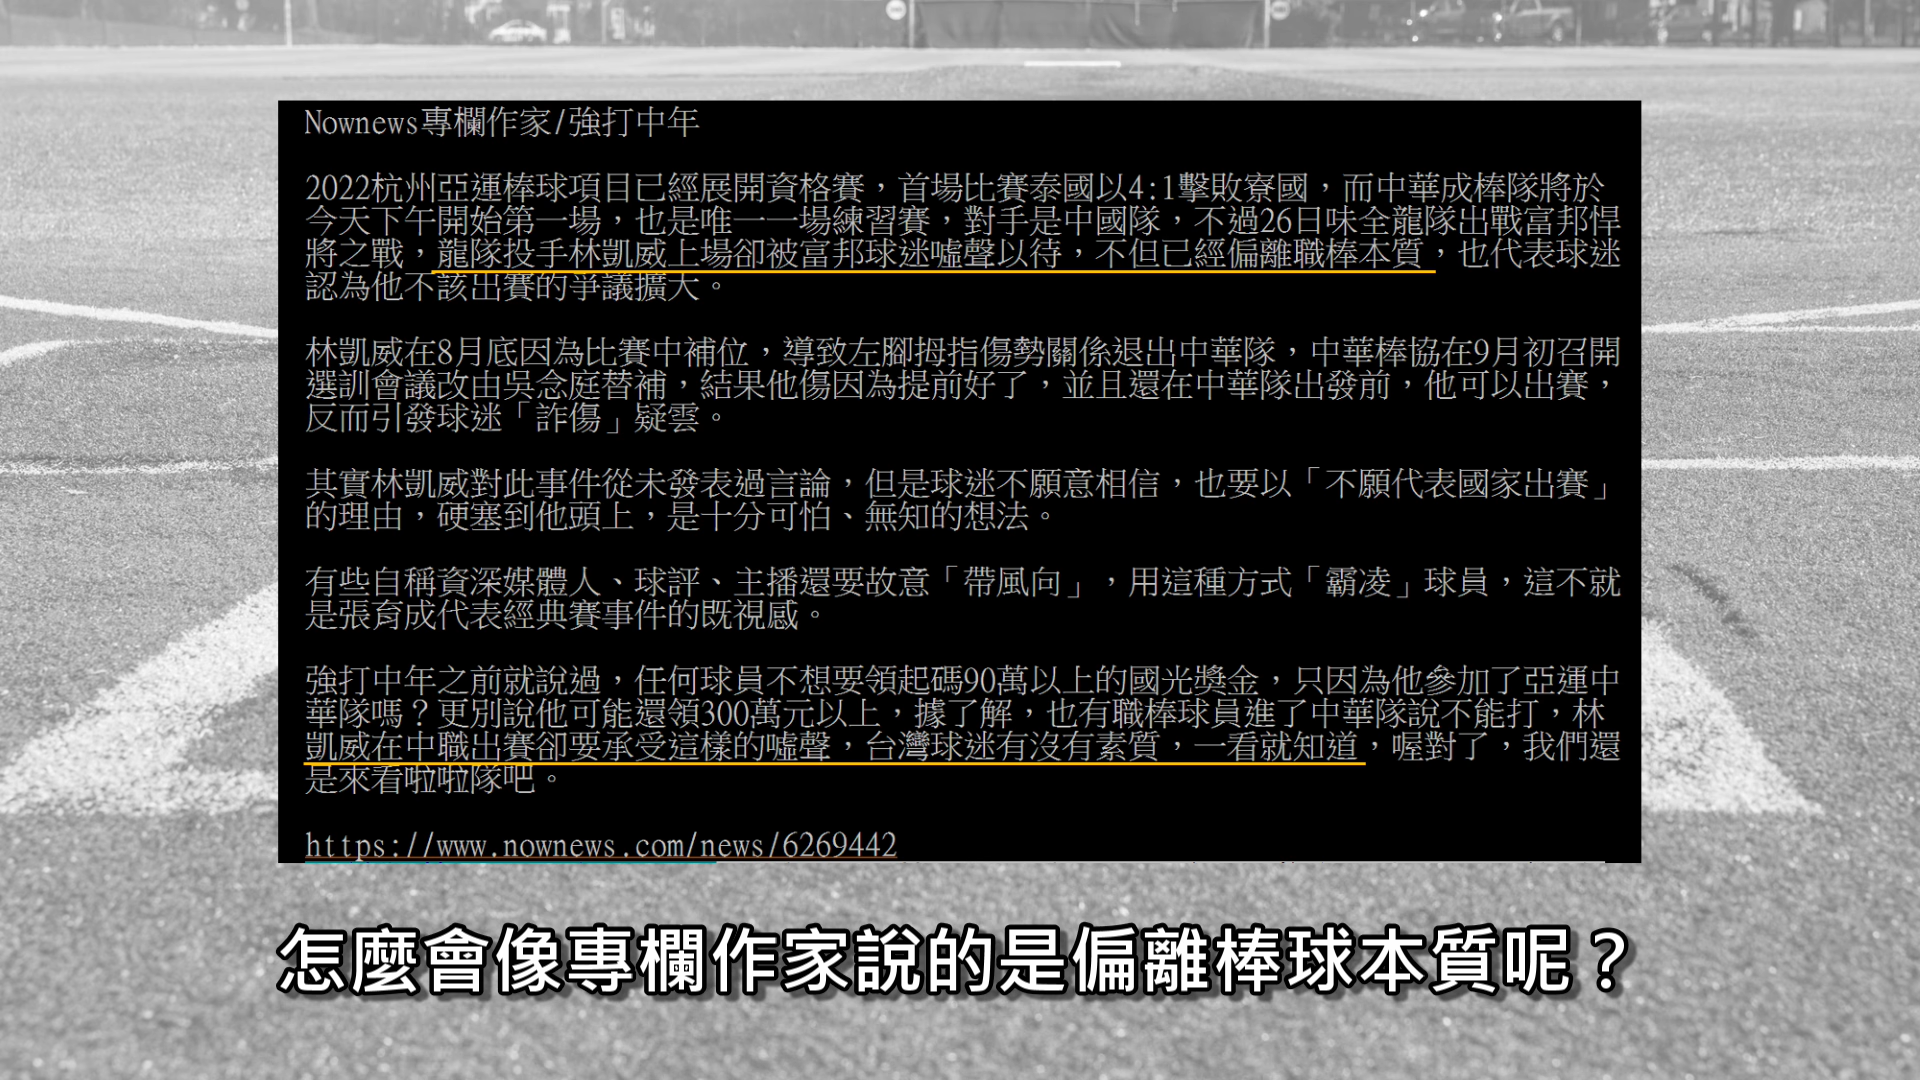 Nownews專欄作家/強打中年
2022杭州亞運棒球項目已經展開資格賽，首場比賽泰國以4:1擊敗寮國，而中華成棒隊將於
今天下午開始第一場，也是唯一一場練習賽，對手是中國隊，不過26日味全龍隊出戰富邦悍
將之戰，龍隊投手林凱威上場卻被富邦球迷噓聲以待，不但已經偏離職棒本質，也代表球迷
認為他不該出賽的爭議擴大。
林凱威在8月底因為比賽中補位，導致左腳拇指傷勢關係退出中華隊，中華棒協在9月初召開
選訓會議改由吳念庭替補，結果他傷因為提前好了，並且還在中華隊出發前，他可以出賽，
反而引發球迷「詐傷」疑雲。
其實林凱威對此事件從未發表過言論，但是球迷不願意相信，也要以「不願代表國家出賽」
的理由，硬塞到他頭上，是十分可怕、無知的想法。
有些自稱資深媒體人、球評、主播還要故意「帶風向」，用這種方式「霸凌」球員，這不就
是張育成代表經典賽事件的既視感。
強打中年之前就說過，任何球員不想要領起碼90萬以上的國光獎金，只因為他參加了亞運中
華隊嗎？更別說他可能還領300萬元以上，據了解，也有職棒球員進了中華隊說不能打，林
凱威在中職出賽卻要承受這樣的噓聲，台灣球迷有沒有素質，一看就知道，喔對了，我們還
是來看啦啦隊吧。
https://www.nownews.com/news/6269442
怎麼會像專欄作家說的是偏離棒球本質呢？